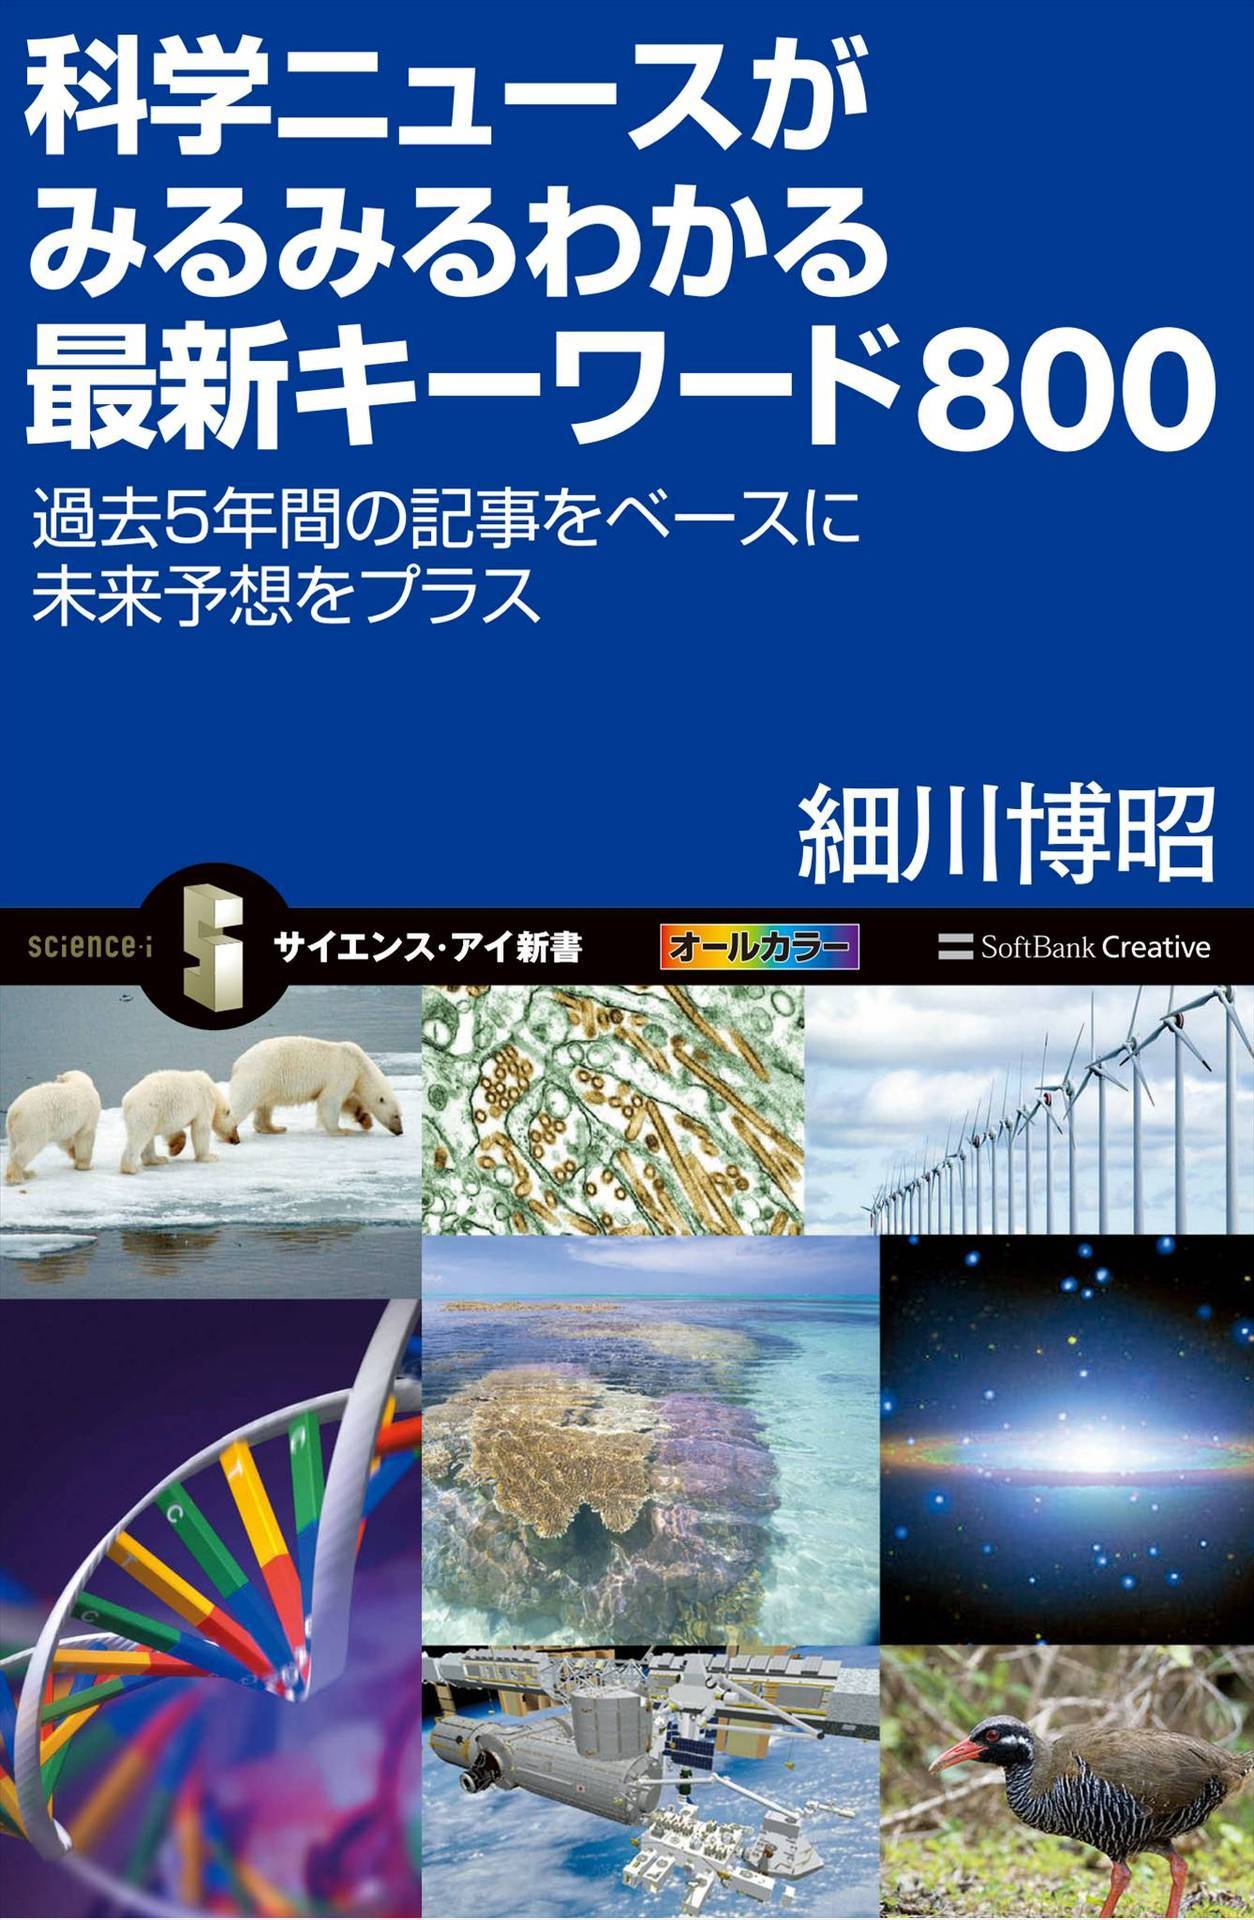 科学ニュースが
みるみるわかる
最新キーワード800
過去5年間の記事をベースに
未来予想をプラス
細川博昭
science·i
サイエンス・アイ新書
オールカラー
SoftBank Creative
C
T
C
T
C